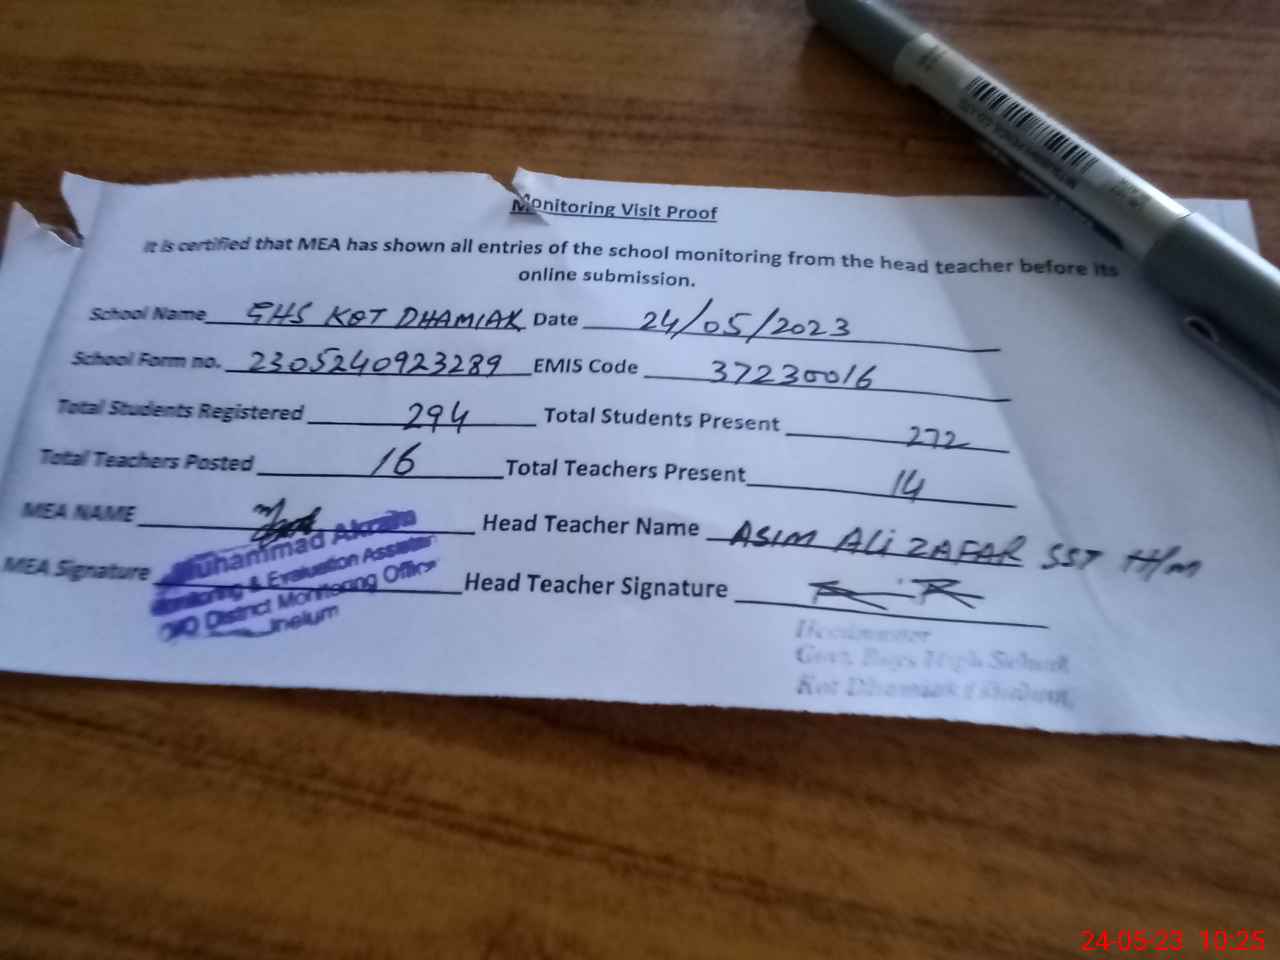 Monitoring Visit Proof
It is certified that MEA has shown all entries of the school monitoring from the head teacher before its
online submission.
School Name GHS KOT DHAMIAK Date 24/05/2023
School Form no. 2305240923289 EMIS Code 37230016
Total Students Registered 294 Total Students Present 272
Total Teachers Posted 16 Total Teachers Present 14
MEA NAME Head Teacher Name ASIM ALI ZAFAR SST H/M
MEA Signature Head Teacher Signature
Muhammad Akram
Monitoring & Evaluation Assistant
O/O District Monitoring Officer
Jhelum
Headmaster
Govt. Boys High School
Kot Dhamiak
24-05-23 10:25